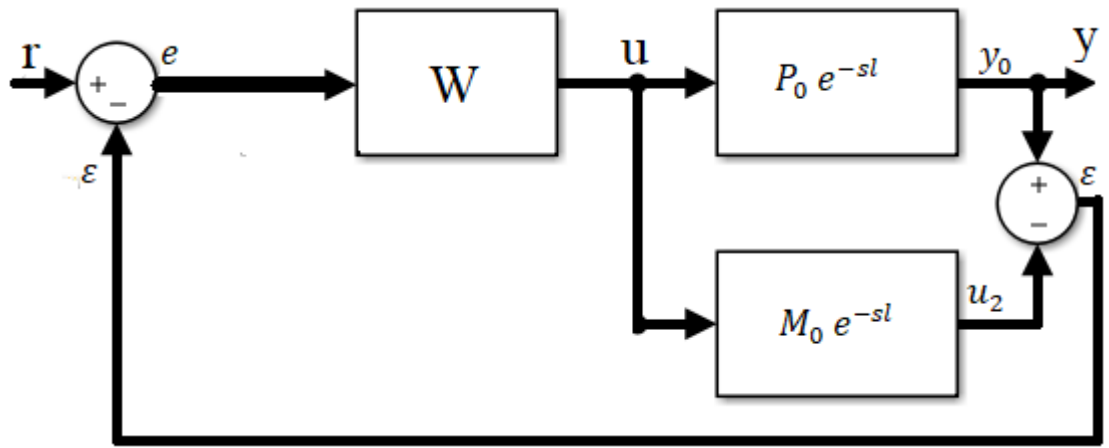 r
+
−
e
W
u
P₀ e⁻ˢˡ
y₀
y
ε
+
−
ε
M₀ e⁻ˢˡ
u₂